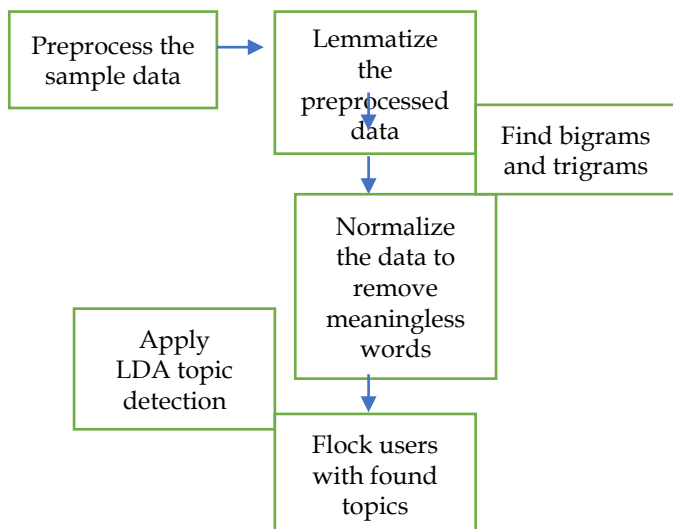 Preprocess the
sample data
Lemmatize
the
preprocessed
data
Find bigrams
and trigrams
Normalize
the data to
remove
meaningless
words
Apply
LDA topic
detection
Flock users
with found
topics